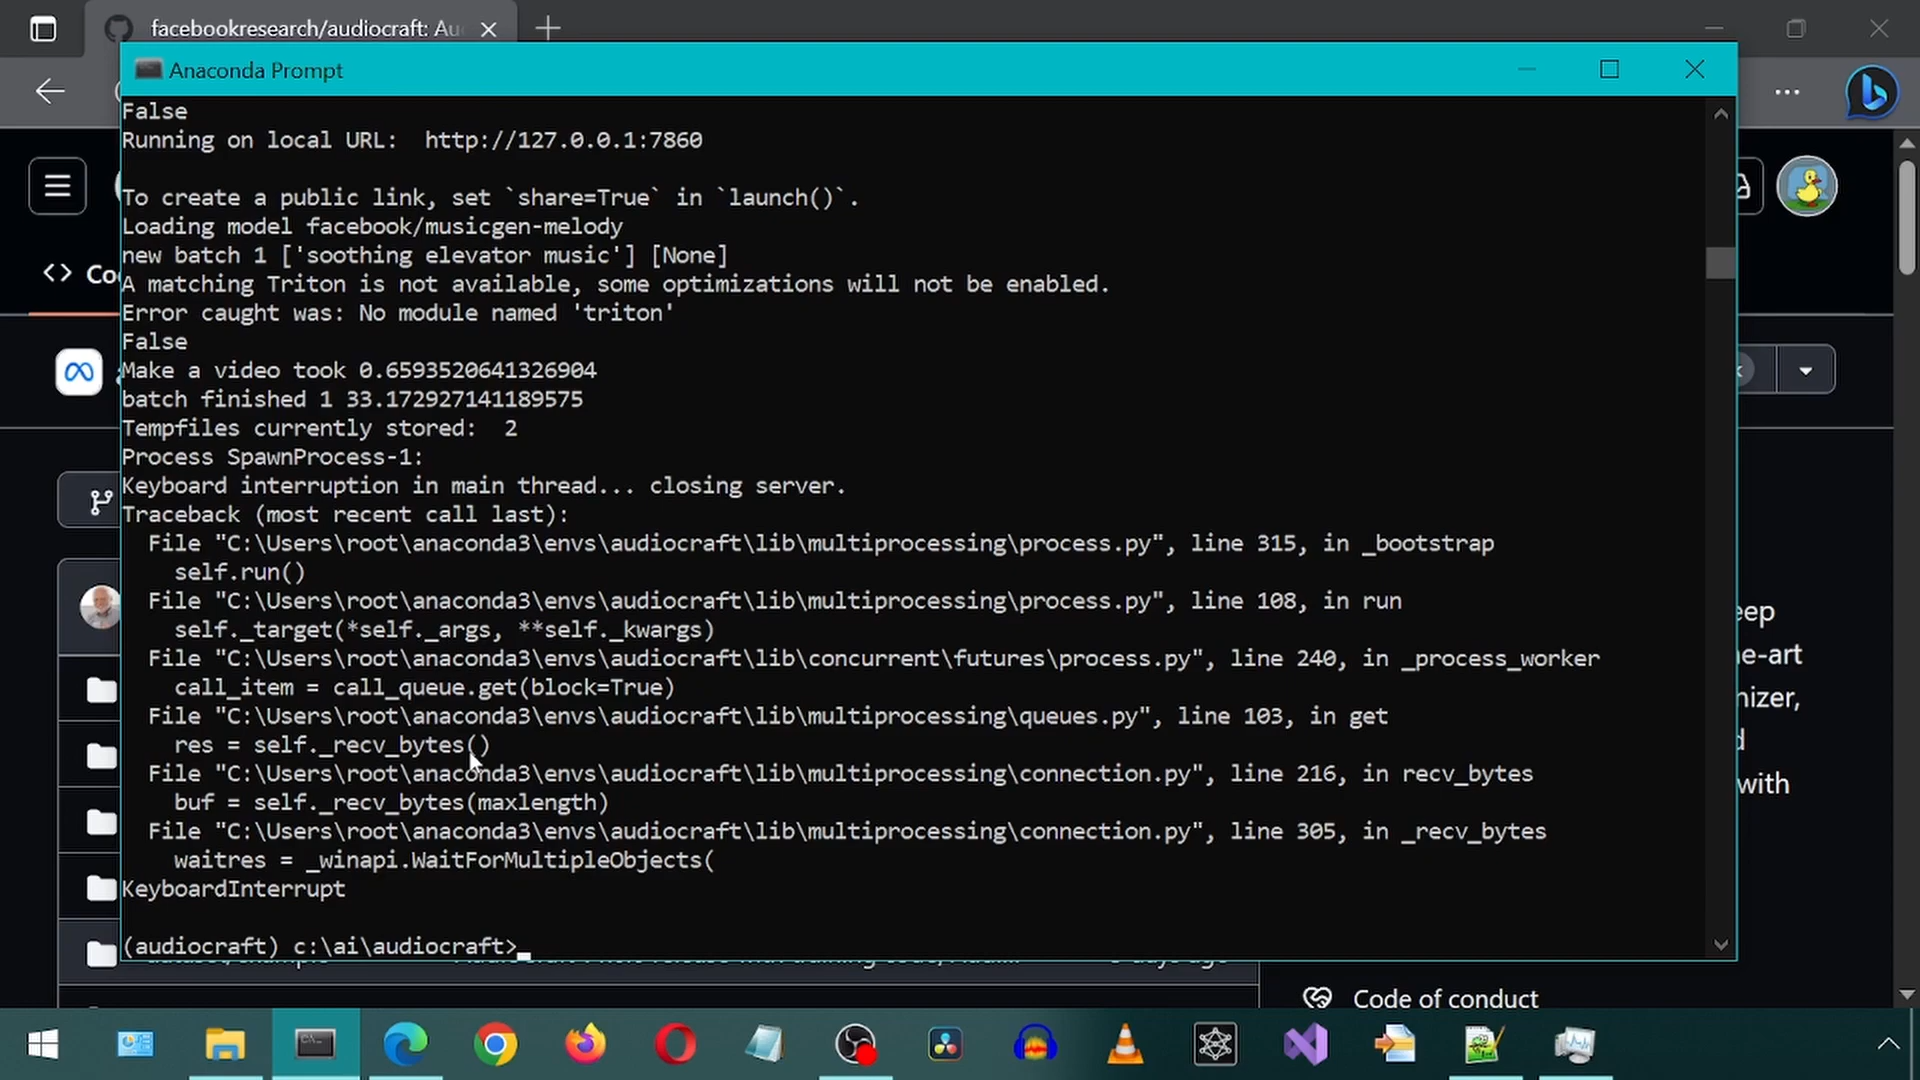 facebookresearch/audiocraft: Au
Anaconda Prompt
False
Running on local URL:  http://127.0.0.1:7860
To create a public link, set `share=True` in `launch()`.
Loading model facebook/musicgen-melody
new batch 1 ['soothing elevator music'] [None]
<> Co
A matching Triton is not available, some optimizations will not be enabled.
Error caught was: No module named 'triton'
False
Make a video took 0.6593520641326904
batch finished 1 33.172927141189575
Tempfiles currently stored:  2
Process SpawnProcess-1:
Keyboard interruption in main thread... closing server.
Traceback (most recent call last):
  File "C:\Users\root\anaconda3\envs\audiocraft\lib\multiprocessing\process.py", line 315, in _bootstrap
    self.run()
  File "C:\Users\root\anaconda3\envs\audiocraft\lib\multiprocessing\process.py", line 108, in run
    self._target(*self._args, **self._kwargs)
  File "C:\Users\root\anaconda3\envs\audiocraft\lib\concurrent\futures\process.py", line 240, in _process_worker
    call_item = call_queue.get(block=True)
  File "C:\Users\root\anaconda3\envs\audiocraft\lib\multiprocessing\queues.py", line 103, in get
    res = self._recv_bytes()
  File "C:\Users\root\anaconda3\envs\audiocraft\lib\multiprocessing\connection.py", line 216, in recv_bytes
    buf = self._recv_bytes(maxlength)
  File "C:\Users\root\anaconda3\envs\audiocraft\lib\multiprocessing\connection.py", line 305, in _recv_bytes
    waitres = _winapi.WaitForMultipleObjects(
KeyboardInterrupt
(audiocraft) c:\ai\audiocraft>
eep
e-art
nizer,
with
Code of conduct